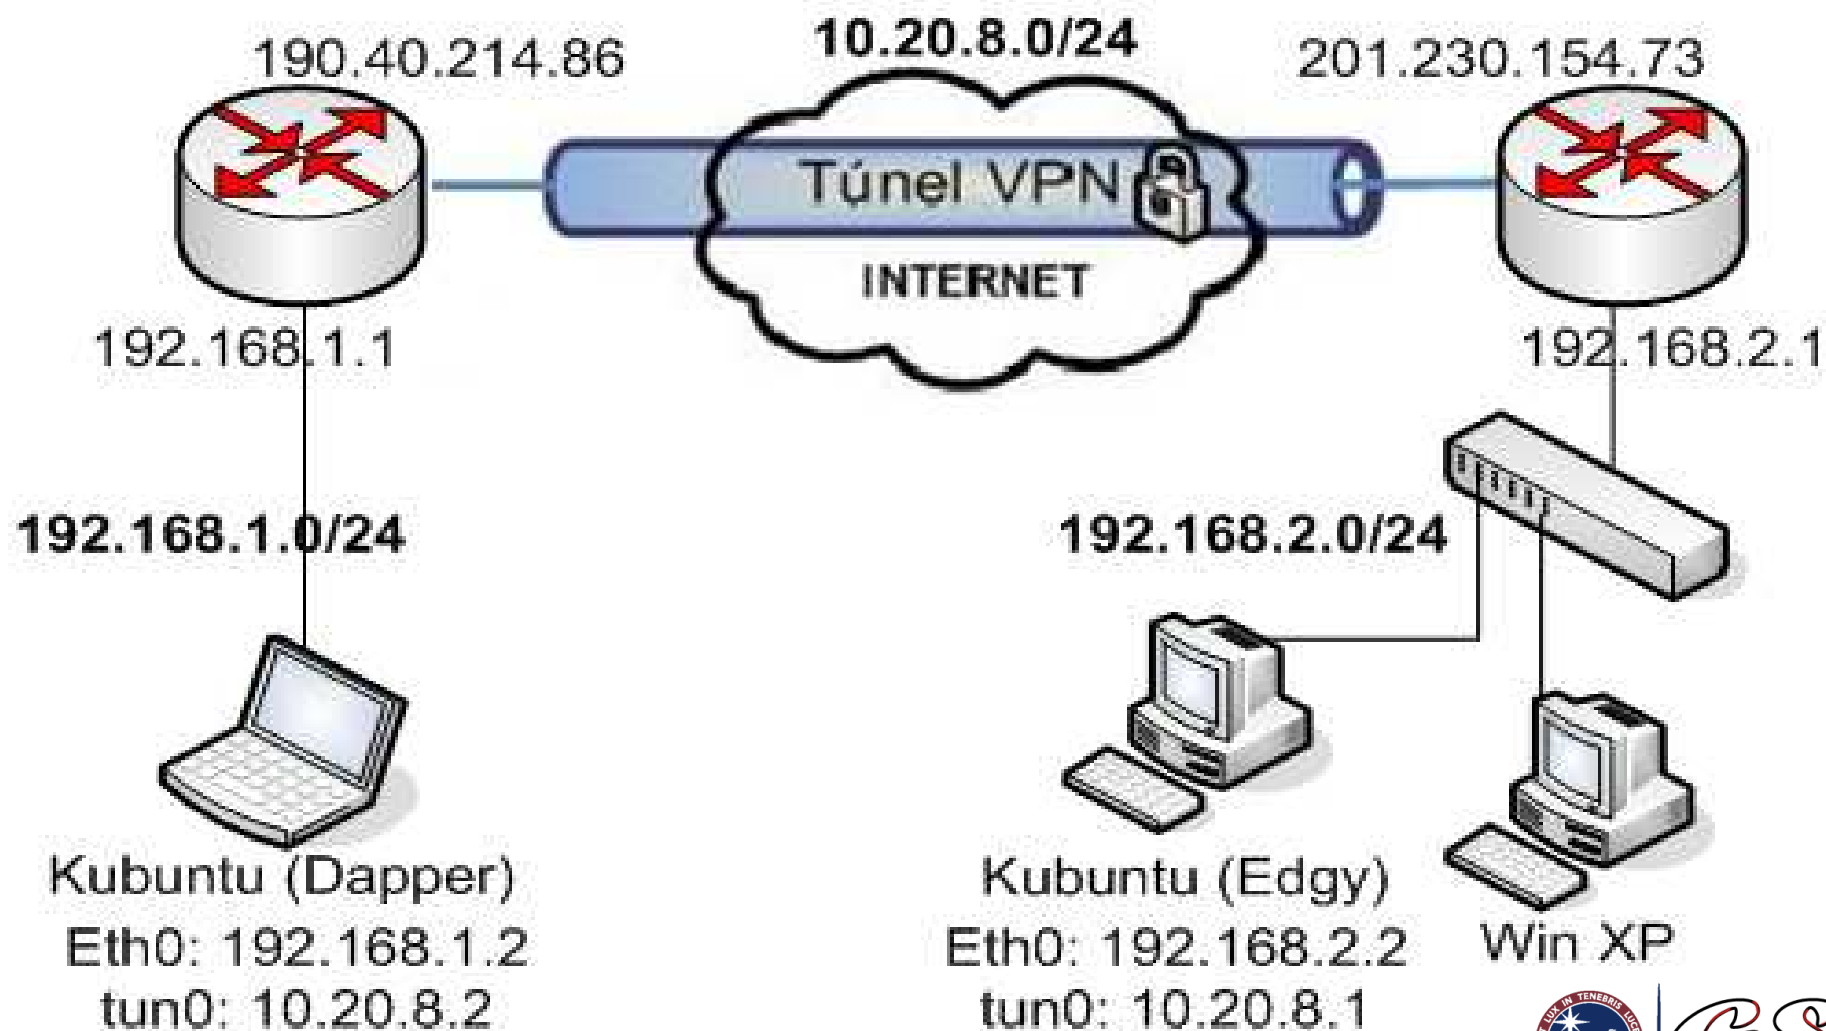 10.20.8.0/24
190.40.214.86
201.230.154.73
Túnel VPN
INTERNET
192.168.1.1
192.168.2.1
192.168.1.0/24
192.168.2.0/24
Kubuntu (Dapper)
Eth0: 192.168.1.2
tun0: 10.20.8.2
Kubuntu (Edgy)
Eth0: 192.168.2.2
tun0: 10.20.8.1
Win XP
LUX IN TENEBRIS